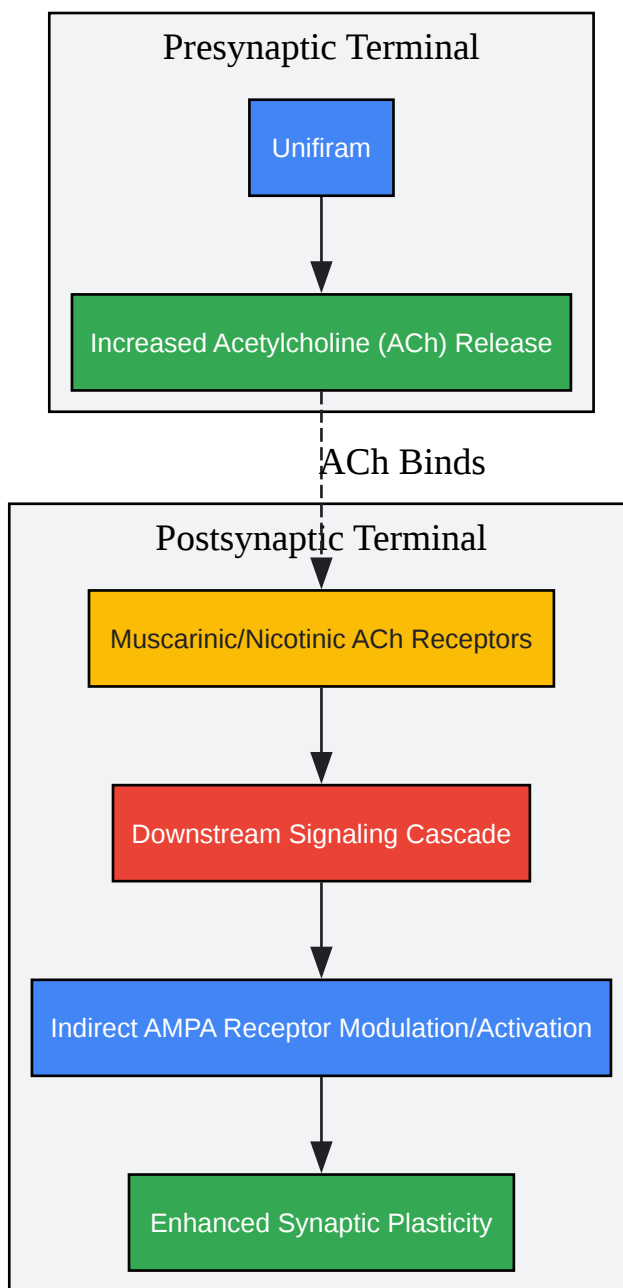 Presynaptic Terminal
Unifiram
Increased Acetylcholine (ACh) Release
ACh Binds
Postsynaptic Terminal
Muscarinic/Nicotinic ACh Receptors
Downstream Signaling Cascade
Indirect AMPA Receptor Modulation/Activation
Enhanced Synaptic Plasticity